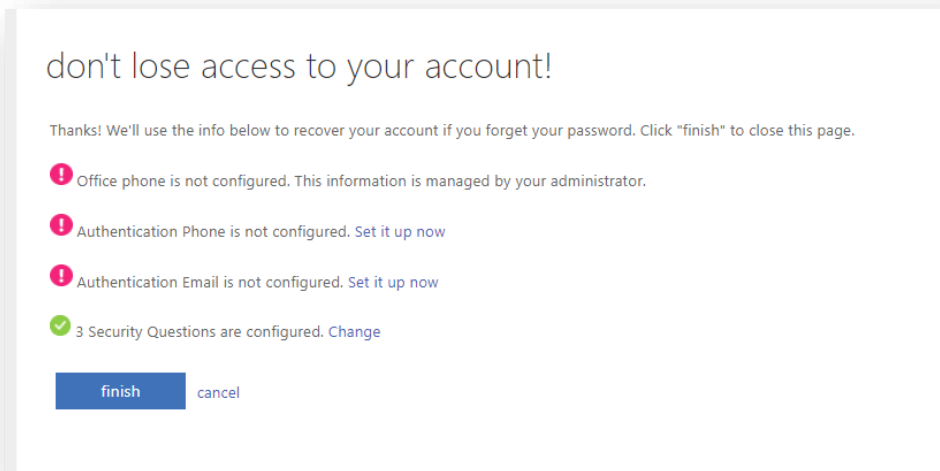 don't lose access to your account!
Thanks! We'll use the info below to recover your account if you forget your password. Click "finish" to close this page.
Office phone is not configured. This information is managed by your administrator.
Authentication Phone is not configured. Set it up now
Authentication Email is not configured. Set it up now
3 Security Questions are configured. Change
finish cancel